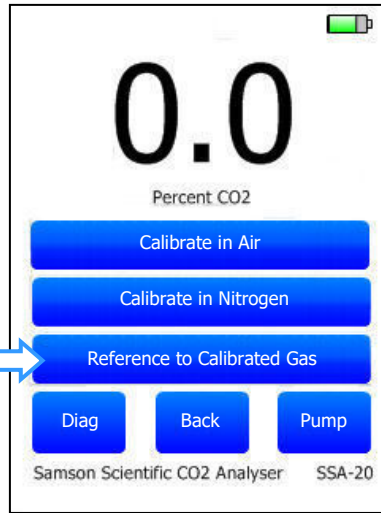 0.0
Percent CO2
Calibrate in Air
Calibrate in Nitrogen
Reference to Calibrated Gas
Diag Back Pump
Samson Scientific CO2 Analyser SSA-20